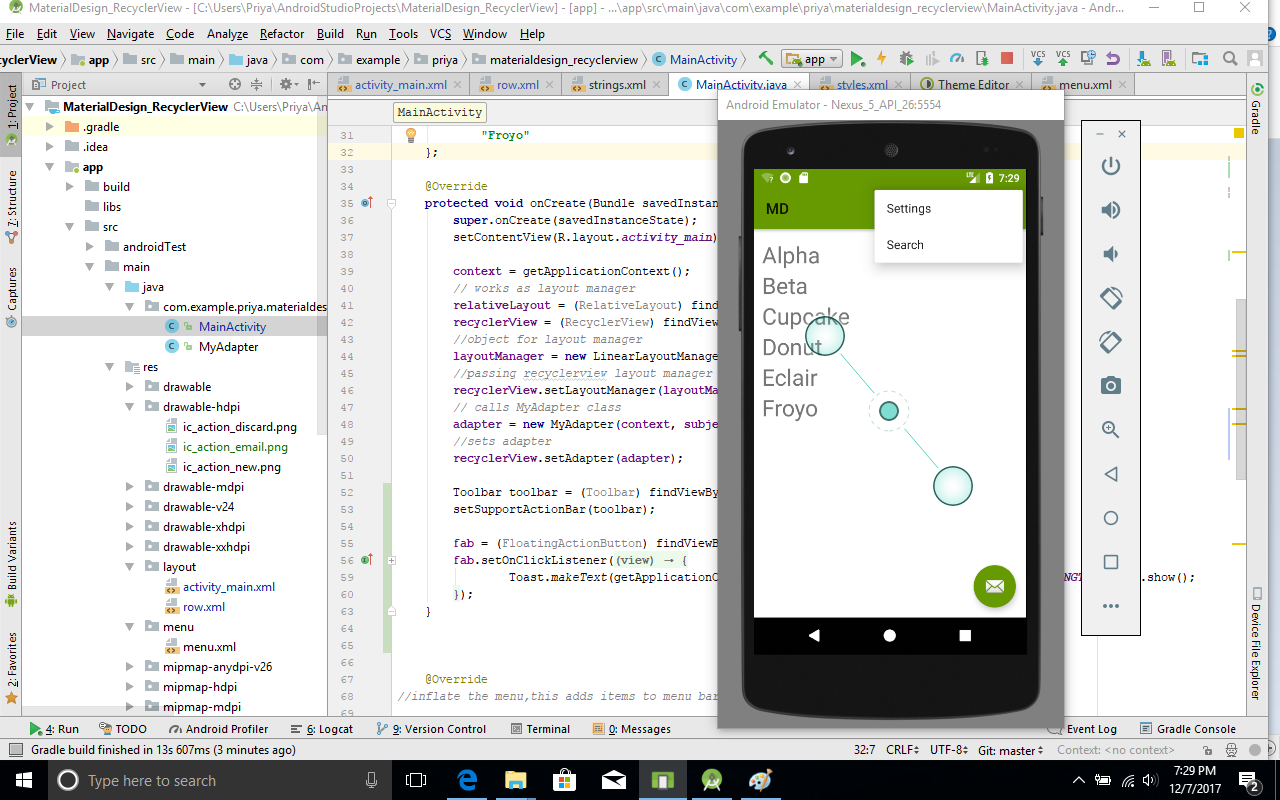 MaterialDesign_RecyclerView - [C:\Users\Priya\AndroidStudioProjects\MaterialDesign_RecyclerView] - [app] - ...\app\src\main\java\com\example\priya\materialdesign_recyclerview\MainActivity.java - Andr...
File Edit View Navigate Code Analyze Refactor Build Run Tools VCS Window Help
cyclerView app src main java com example priya materialdesign_recyclerview MainActivity app VCS VCS
Project activity_main.xml row.xml strings.xml MainActivity.java styles.xml Theme Editor menu.xml
1: Project
7: Structure
Captures
Build Variants
2: Favorites
MaterialDesign_RecyclerView C:\Users\Priya\An
.gradle
.idea
app
build
libs
src
androidTest
main
java
com.example.priya.materialdes
MainActivity
MyAdapter
res
drawable
drawable-hdpi
ic_action_discard.png
ic_action_email.png
ic_action_new.png
drawable-mdpi
drawable-v24
drawable-xhdpi
drawable-xxhdpi
layout
activity_main.xml
row.xml
menu
menu.xml
mipmap-anydpi-v26
mipmap-hdpi
mipmap-mdpi
MainActivity
31 "Froyo"
32 };
33
34 @Override
35 protected void onCreate(Bundle savedInstanc
36 super.onCreate(savedInstanceState);
37 setContentView(R.layout.activity_main)
38
39 context = getApplicationContext();
40 // works as layout manager
41 relativeLayout = (RelativeLayout) find
42 recyclerView = (RecyclerView) findView
43 //object for layout manager
44 layoutManager = new LinearLayoutManage
45 //passing recyclerview layout manager
46 recyclerView.setLayoutManager(layoutMa
47 // calls MyAdapter class
48 adapter = new MyAdapter(context, subje
49 //sets adapter
50 recyclerView.setAdapter(adapter);
51
52 Toolbar toolbar = (Toolbar) findViewBy
53 setSupportActionBar(toolbar);
54
55 fab = (FloatingActionButton) findViewB
56 fab.setOnClickListener((view) → {
59 Toast.makeText(getApplicationC NGT .show();
60 });
63 }
64
65
66
67 @Override
68 //inflate the menu,this adds items to menu bar
69
Android Emulator - Nexus_5_API_26:5554
LTE 7:29
MD
Settings
Search
Alpha
Beta
Cupcake
Donut
Eclair
Froyo
Gradle
Device File Explorer
4: Run TODO Android Profiler 6: Logcat 9: Version Control Terminal 0: Messages Event Log Gradle Console
Gradle build finished in 13s 607ms (3 minutes ago) 32:7 CRLF UTF-8 Git: master Context: <no context>
Type here to search
7:29 PM
12/7/2017
2